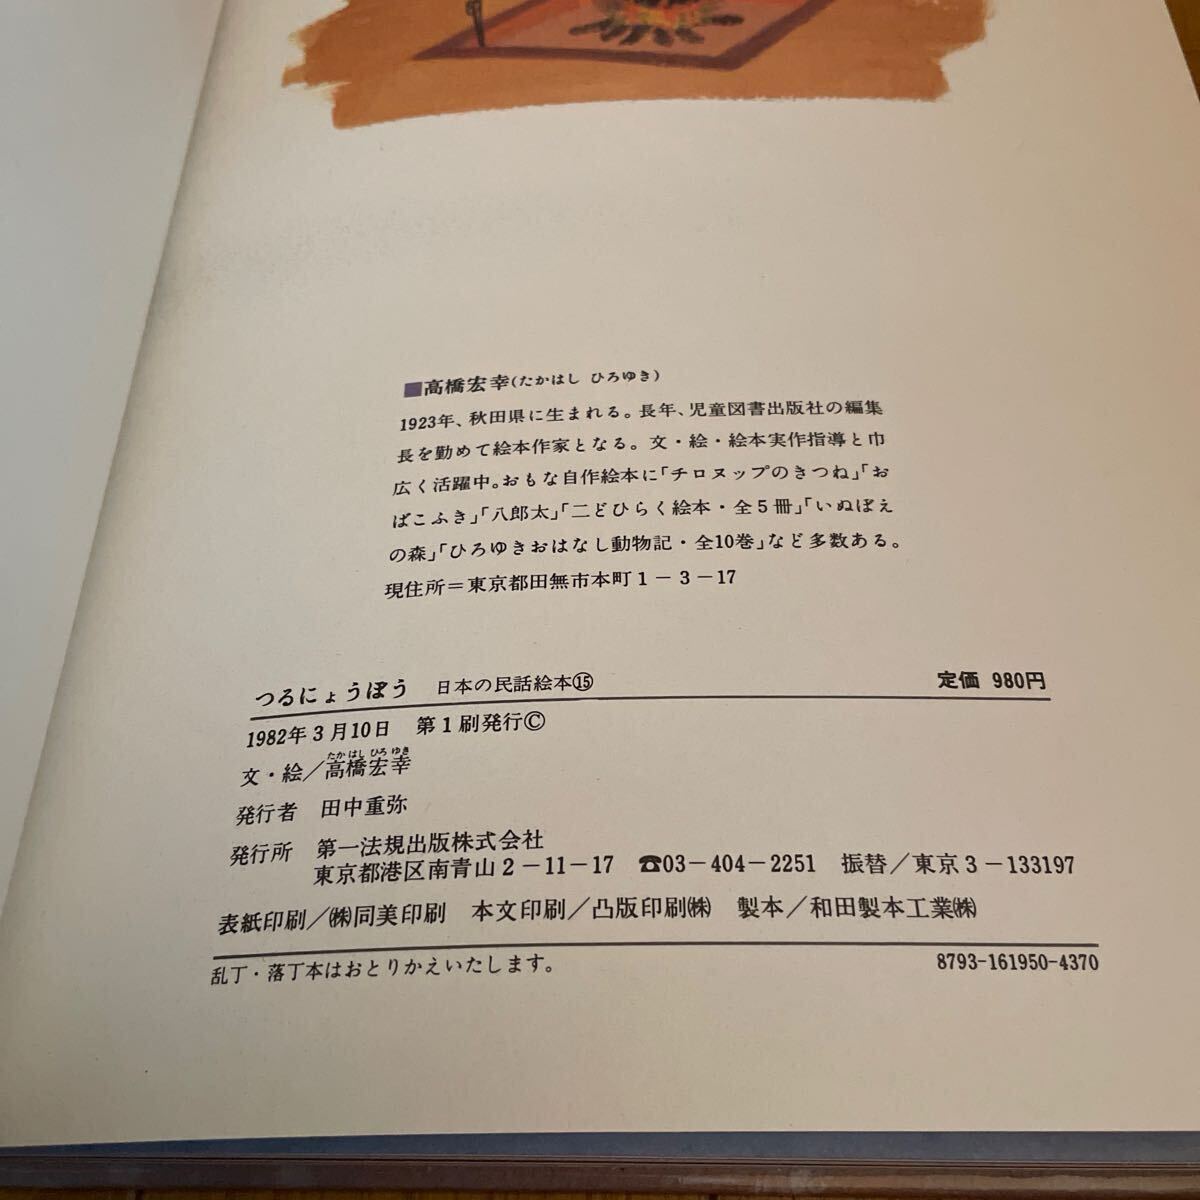 ■高橋宏幸(たかはし ひろゆき)
1923年、秋田県に生まれる。長年、児童図書出版社の編集
長を勤めて絵本作家となる。文・絵・絵本実作指導と巾
広く活躍中。おもな自作絵本に「チロヌップのきつね」「お
ばこふき」「八郎太」「二どひらく絵本・全5冊」「いぬぼえ
の森」「ひろゆきおはなし動物記・全10巻」など多数ある。
現住所＝東京都田無市本町1－3－17
つるにょうぼう 日本の民話絵本⑮ 定価 980円
1982年3月10日 第1刷発行©
たかはし ひろ ゆき
文・絵／高橋宏幸
発行者 田中重弥
発行所 第一法規出版株式会社
東京都港区南青山2－11－17 ☎03－404－2251 振替／東京3－133197
表紙印刷／㈱同美印刷 本文印刷／凸版印刷㈱ 製本／和田製本工業㈱
乱丁・落丁本はおとりかえいたします。 8793-161950-4370